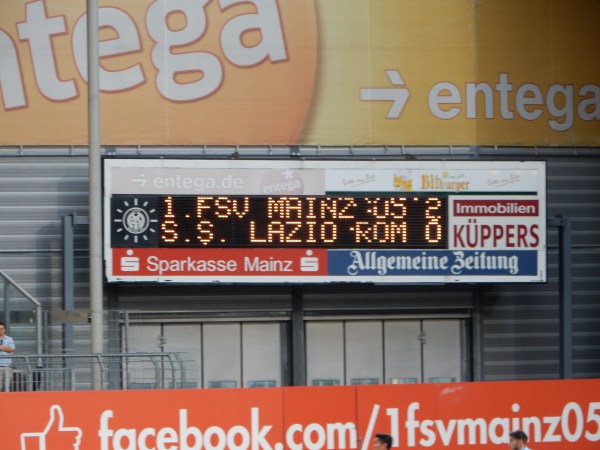 entega
entega
→ entega
→ entega.de
entega
Bitburger
1.FSV MAINZ 05 2
S.S. LAZIO ROM 0
Immobilien
KÜPPERS
Sparkasse Mainz
Allgemeine Zeitung
facebook.com/1fsvmainz05